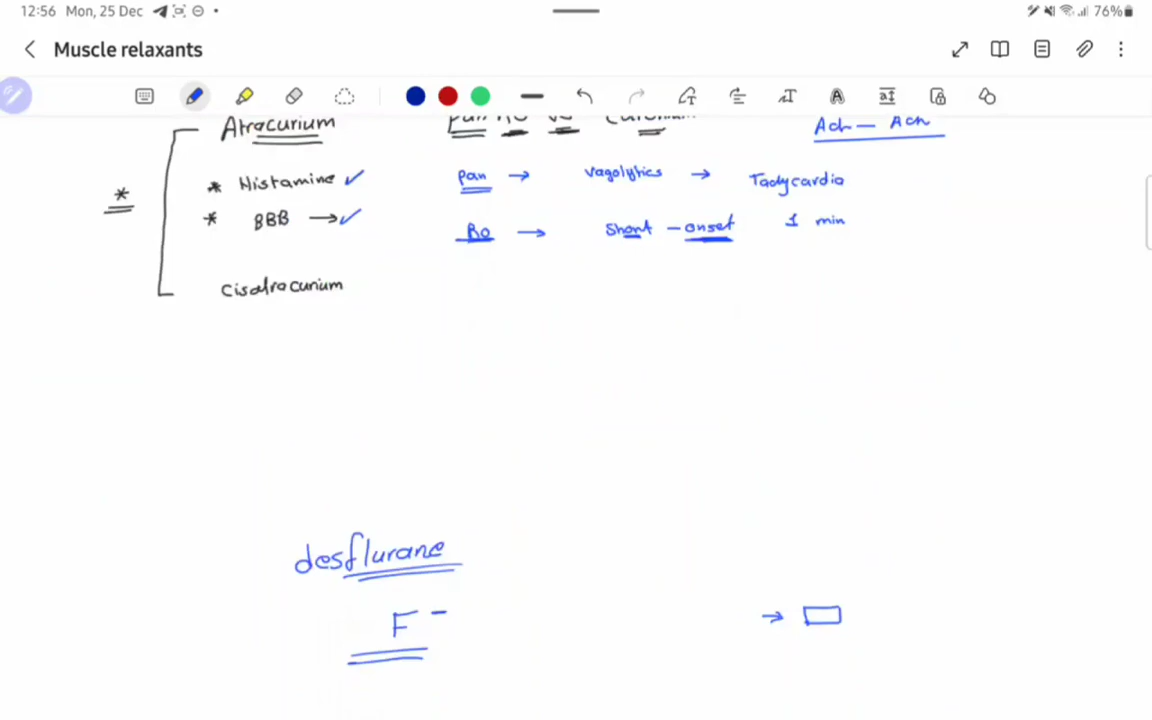 12:56 Mon, 25 Dec 76%
Muscle relaxants
Atracurium
Ach — Ach
* Histamine ✓ pan → vagolytics → Tadycardia
* BBB → ✓ Ro → Short - onset 1 min
*
Cisatracurium
desflurane
F -
→